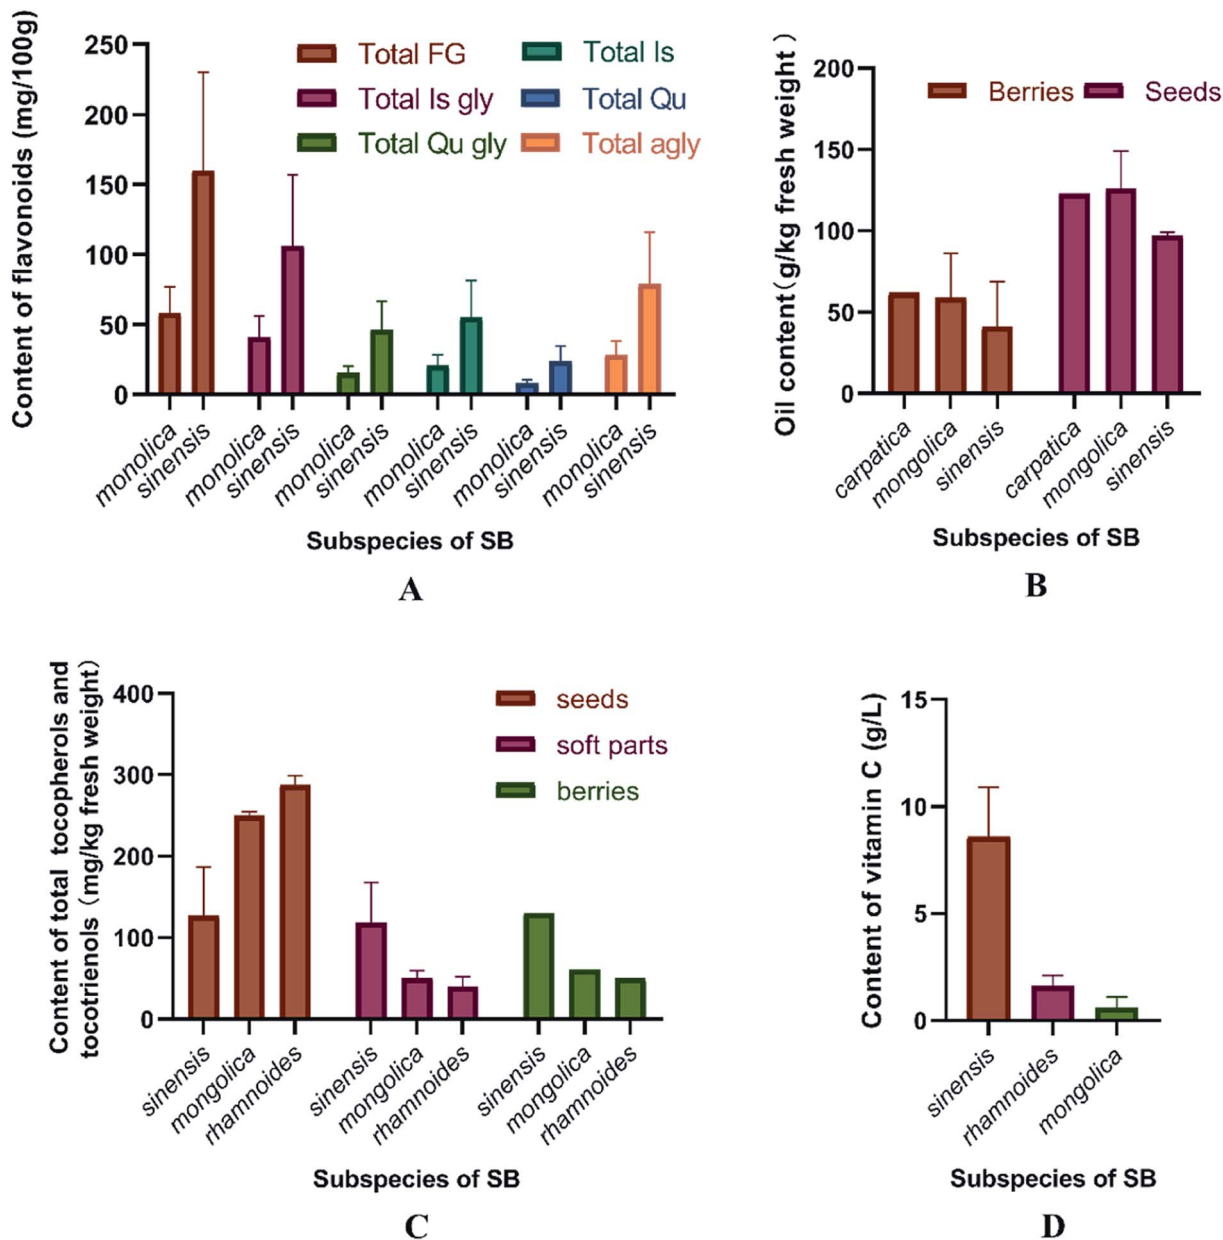 Content of flavonoids (mg/100g)
250
200
150
100
50
0
Total FG
Total Is
Total Is gly
Total Qu
Total Qu gly
Total agly
monolica
sinensis
monolica
sinensis
monolica
sinensis
monolica
sinensis
monolica
sinensis
monolica
sinensis
Subspecies of SB
A
Oil content(g/kg fresh weight )
200
150
100
50
0
Berries
Seeds
carpatica
mongolica
sinensis
carpatica
mongolica
sinensis
Subspecies of SB
B
Content of total tocopherols and
tocotrienols (mg/kg fresh weight)
400
300
200
100
0
seeds
soft parts
berries
sinensis
mongolica
rhamnoides
sinensis
mongolica
rhamnoides
sinensis
mongolica
rhamnoides
Subspecies of SB
C
Content of vitamin C (g/L)
15
10
5
0
sinensis
rhamnoides
mongolica
Subspecies of SB
D